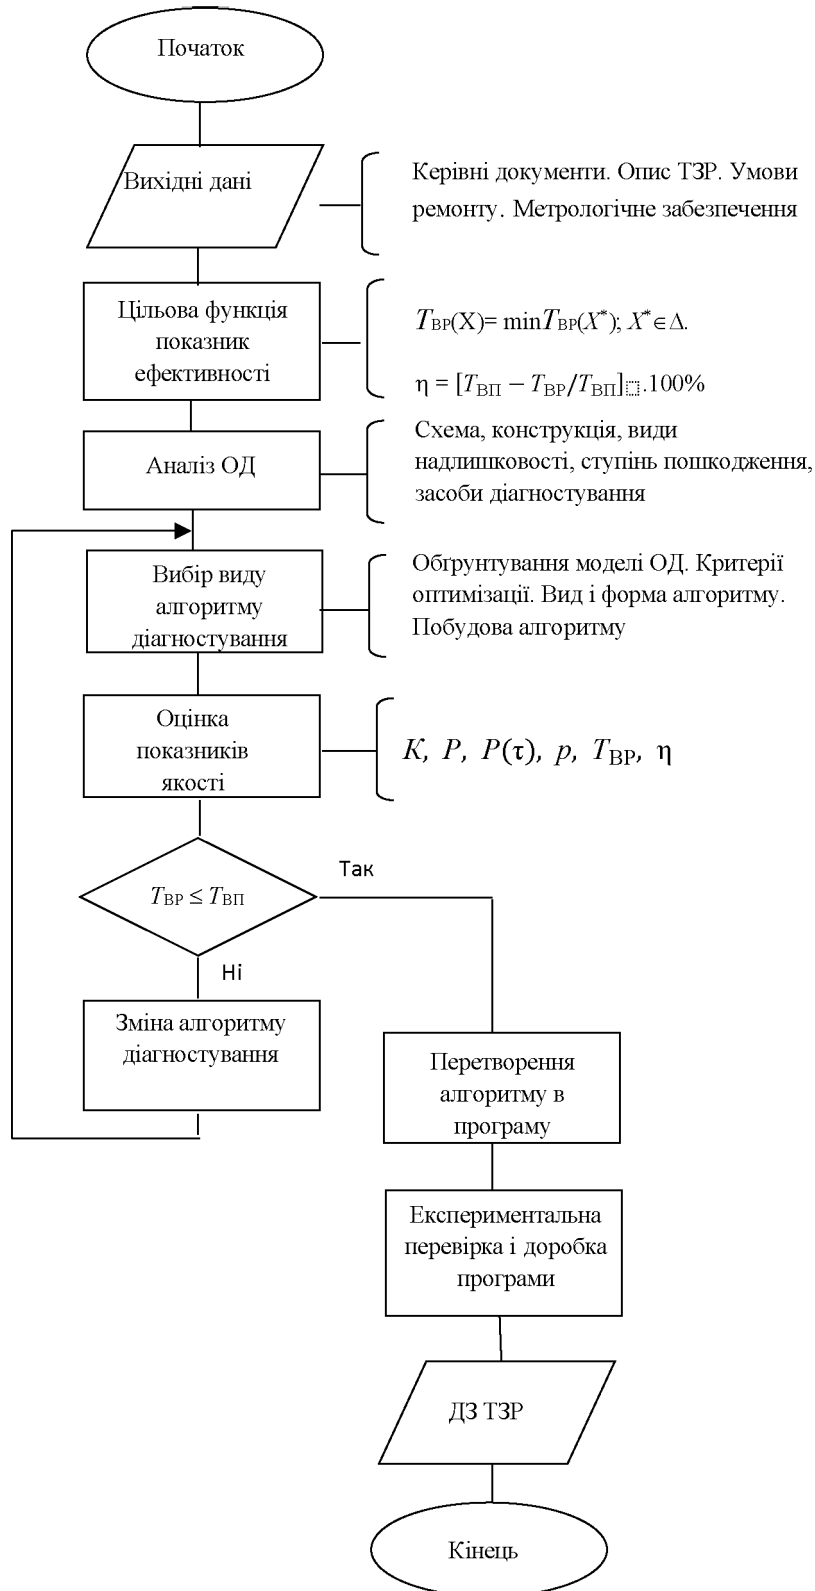 Початок
Вихідні дані
Керівні документи. Опис ТЗР. Умови
ремонту. Метрологічне забезпечення
Цільова функція
показник
ефективності
TВР(X)= minTВР(X*); X*∈Δ.
η = [TВП − TВР/TВП] .100%
Аналіз ОД
Схема, конструкція, види
надлишковості, ступінь пошкодження,
засоби діагностування
Вибір виду
алгоритму
діагностування
Обґрунтування моделі ОД. Критерії
оптимізації. Вид і форма алгоритму.
Побудова алгоритму
Оцінка
показників
якості
K, P, P(τ), p, TВР, η
TВР ≤ TВП
Так
Ні
Зміна алгоритму
діагностування
Перетворення
алгоритму в
програму
Експериментальна
перевірка і доробка
програми
ДЗ ТЗР
Кінець